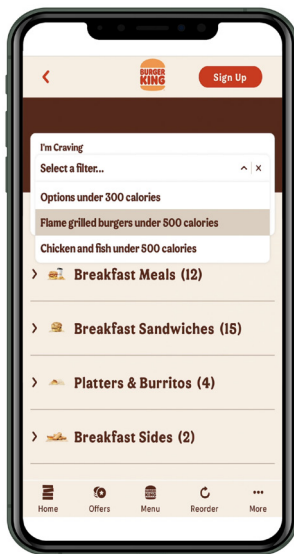 BURGER
KING
Sign Up
I'm Craving
Select a filter...
Options under 300 calories
Flame grilled burgers under 500 calories
Chicken and fish under 500 calories
Breakfast Meals (12)
Breakfast Sandwiches (15)
Platters & Burritos (4)
Breakfast Sides (2)
Home Offers Menu Reorder More